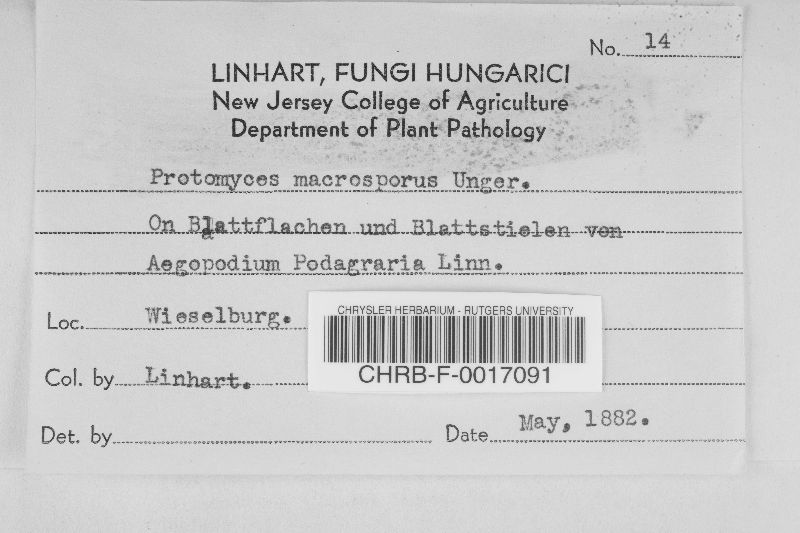 No. 14
LINHART, FUNGI HUNGARICI
New Jersey College of Agriculture
Department of Plant Pathology
Protomyces macrosporus Unger.
On Blattflachen und Blattstielen von
Aegopodium Podagraria Linn.
Loc. Wieselburg.
CHRYSLER HERBARIUM - RUTGERS UNIVERSITY
CHRB-F-0017091
Col. by Linhart.
Det. by
Date May, 1882.